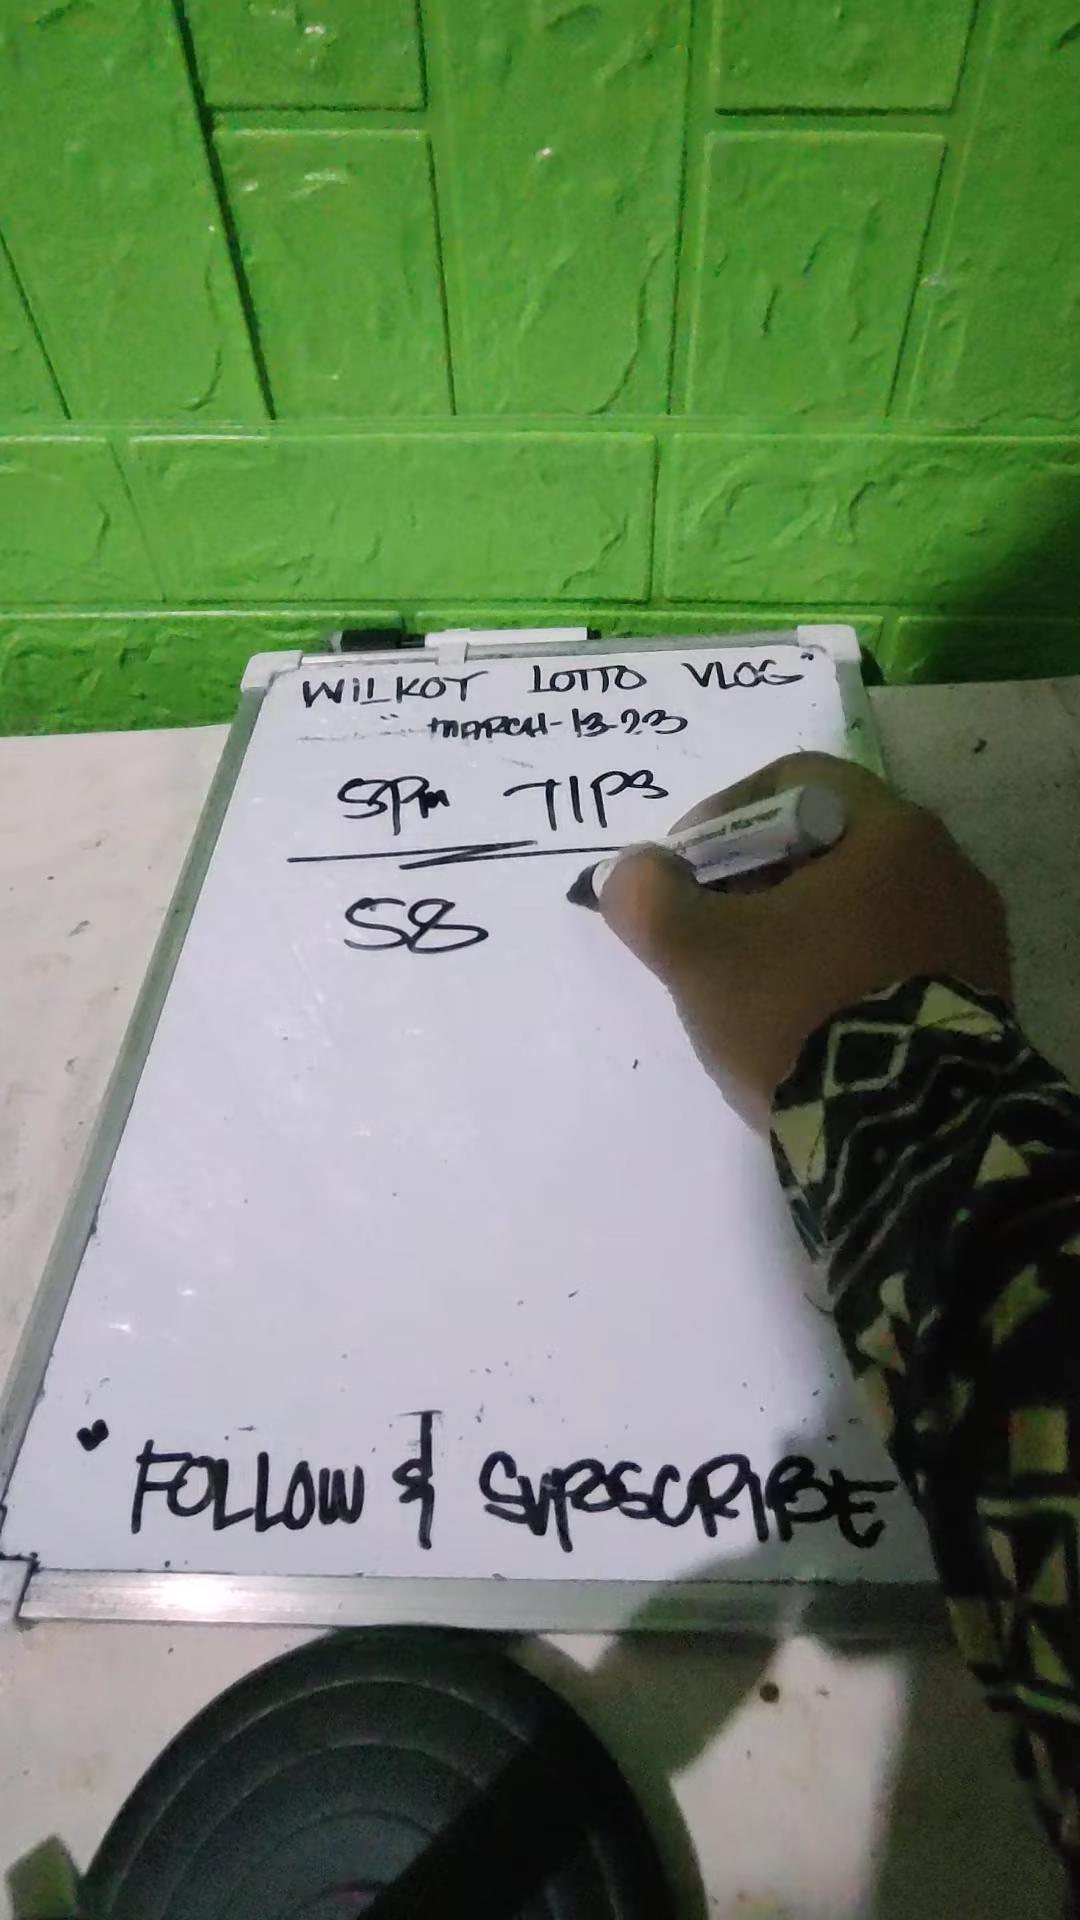 WILKOT LOTTO VLOG"
" MARCH-13-23
5Pm TIPS
58
" FOLLOW & SUBSCRIBE